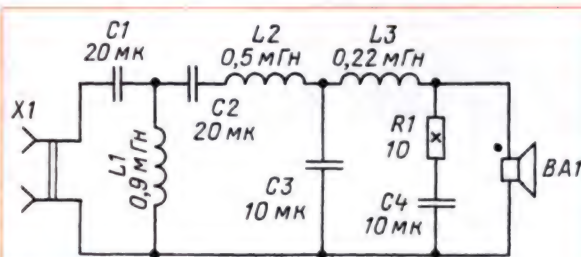 C1
20 мк
L2
0,5 мГн
L3
0,22 мГн
X1
L1
0,9 мГн
C2
20 мк
C3
10 мк
R1
10
C4
10 мк
BA1